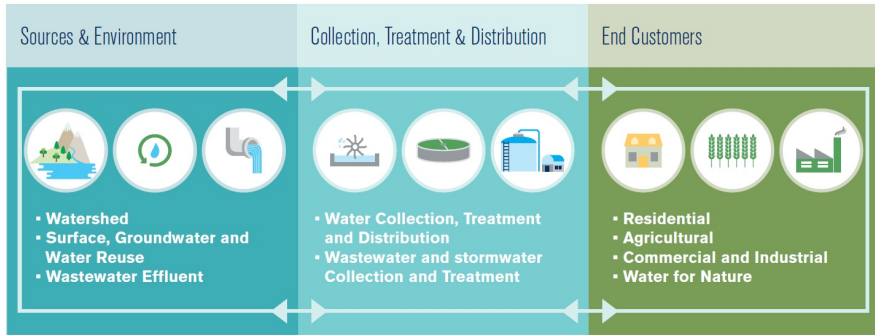 Sources & Environment
Collection, Treatment & Distribution
End Customers
▪ Watershed
▪ Surface, Groundwater and
Water Reuse
▪ Wastewater Effluent
▪ Water Collection, Treatment
and Distribution
▪ Wastewater and stormwater
Collection and Treatment
▪ Residential
▪ Agricultural
▪ Commercial and Industrial
▪ Water for Nature